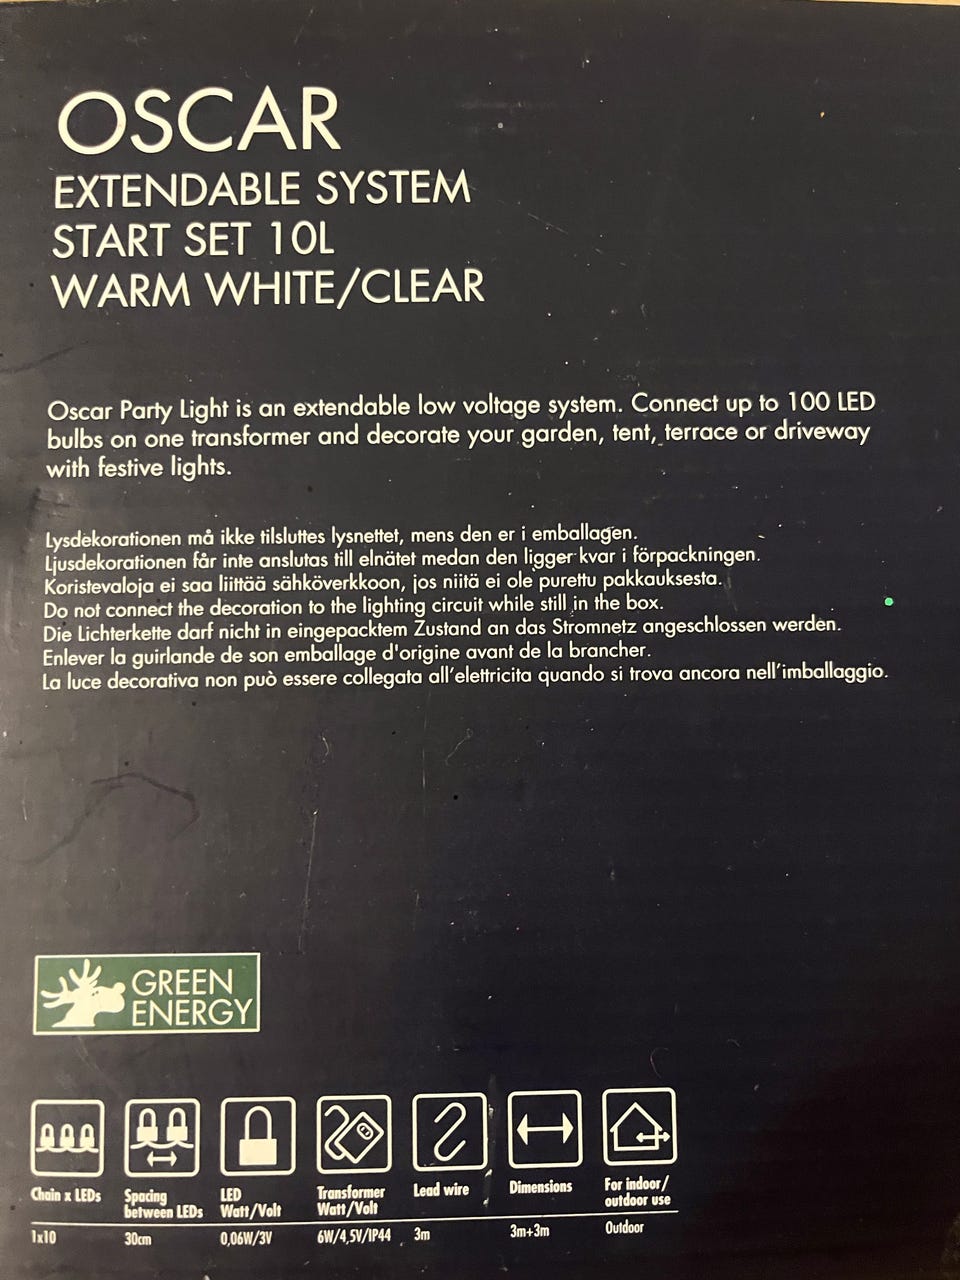 OSCAR
EXTENDABLE SYSTEM
START SET 10L
WARM WHITE/CLEAR
Oscar Party Light is an extendable low voltage system. Connect up to 100 LED
bulbs on one transformer and decorate your garden, tent, terrace or driveway
with festive lights.
Lysdekorationen må ikke tilsluttes lysnettet, mens den er i emballagen.
Ljusdekorationen får inte anslutas till elnätet medan den ligger kvar i förpackningen.
Koristevaloja ei saa liittää sähköverkkoon, jos niitä ei ole purettu pakkauksesta.
Do not connect the decoration to the lighting circuit while still in the box.
Die Lichterkette darf nicht in eingepacktem Zustand an das Stromnetz angeschlossen werden.
Enlever la guirlande de son emballage d'origine avant de la brancher.
La luce decorativa non può essere collegata all'elettricita quando si trova ancora nell'imballaggio.
GREEN
ENERGY
Chain x LEDs
Spacing
between LEDs
LED
Watt/Volt
Transformer
Watt/Volt
Lead wire
Dimensions
For indoor/
outdoor use
1x10
30cm
0,06W/3V
6W/4,5V/IP44
3m
3m+3m
Outdoor